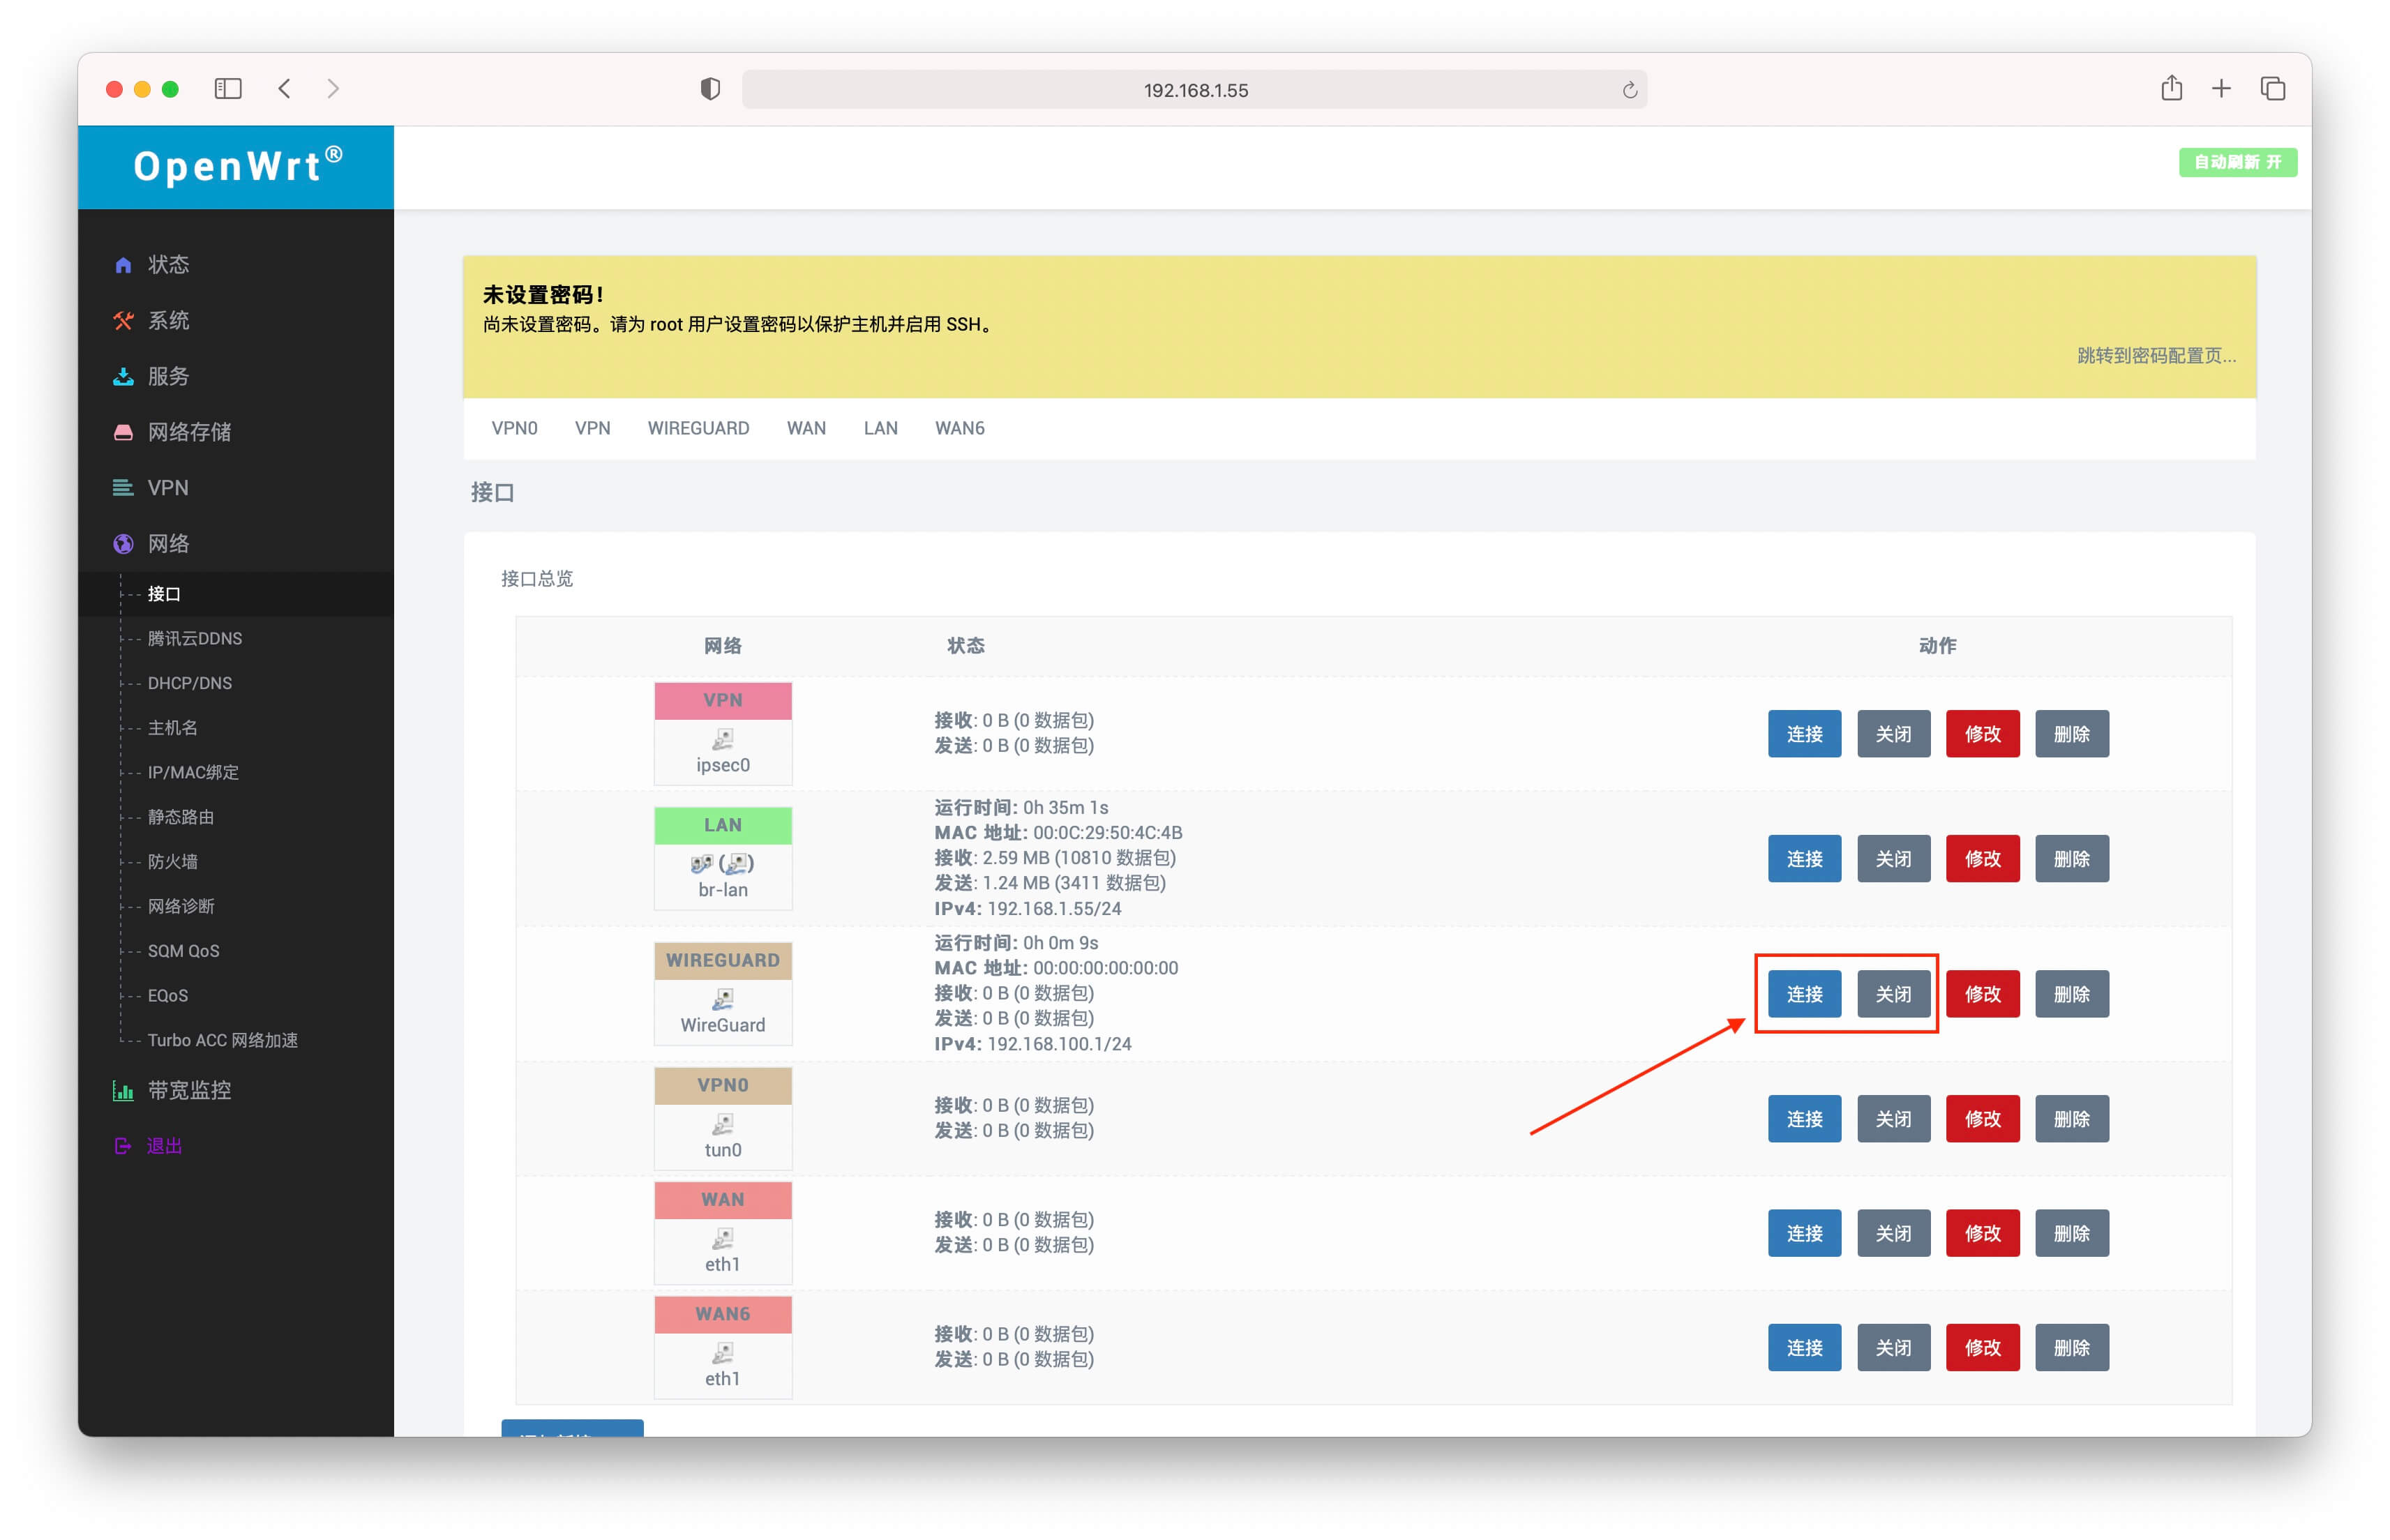 192.168.1.55
OpenWrt®
自动刷新 开
状态
系统
服务
网络存储
VPN
网络
接口
腾讯云DDNS
DHCP/DNS
主机名
IP/MAC绑定
静态路由
防火墙
网络诊断
SQM QoS
EQoS
Turbo ACC 网络加速
带宽监控
退出
未设置密码！
尚未设置密码。请为 root 用户设置密码以保护主机并启用 SSH。
跳转到密码配置页...
VPN0 VPN WIREGUARD WAN LAN WAN6
接口
接口总览
网络 状态 动作
VPN
ipsec0
接收: 0 B (0 数据包)
发送: 0 B (0 数据包)
连接 关闭 修改 删除
LAN
( )
br-lan
运行时间: 0h 35m 1s
MAC 地址: 00:0C:29:50:4C:4B
接收: 2.59 MB (10810 数据包)
发送: 1.24 MB (3411 数据包)
IPv4: 192.168.1.55/24
连接 关闭 修改 删除
WIREGUARD
WireGuard
运行时间: 0h 0m 9s
MAC 地址: 00:00:00:00:00:00
接收: 0 B (0 数据包)
发送: 0 B (0 数据包)
IPv4: 192.168.100.1/24
连接 关闭 修改 删除
VPN0
tun0
接收: 0 B (0 数据包)
发送: 0 B (0 数据包)
连接 关闭 修改 删除
WAN
eth1
接收: 0 B (0 数据包)
发送: 0 B (0 数据包)
连接 关闭 修改 删除
WAN6
eth1
接收: 0 B (0 数据包)
发送: 0 B (0 数据包)
连接 关闭 修改 删除